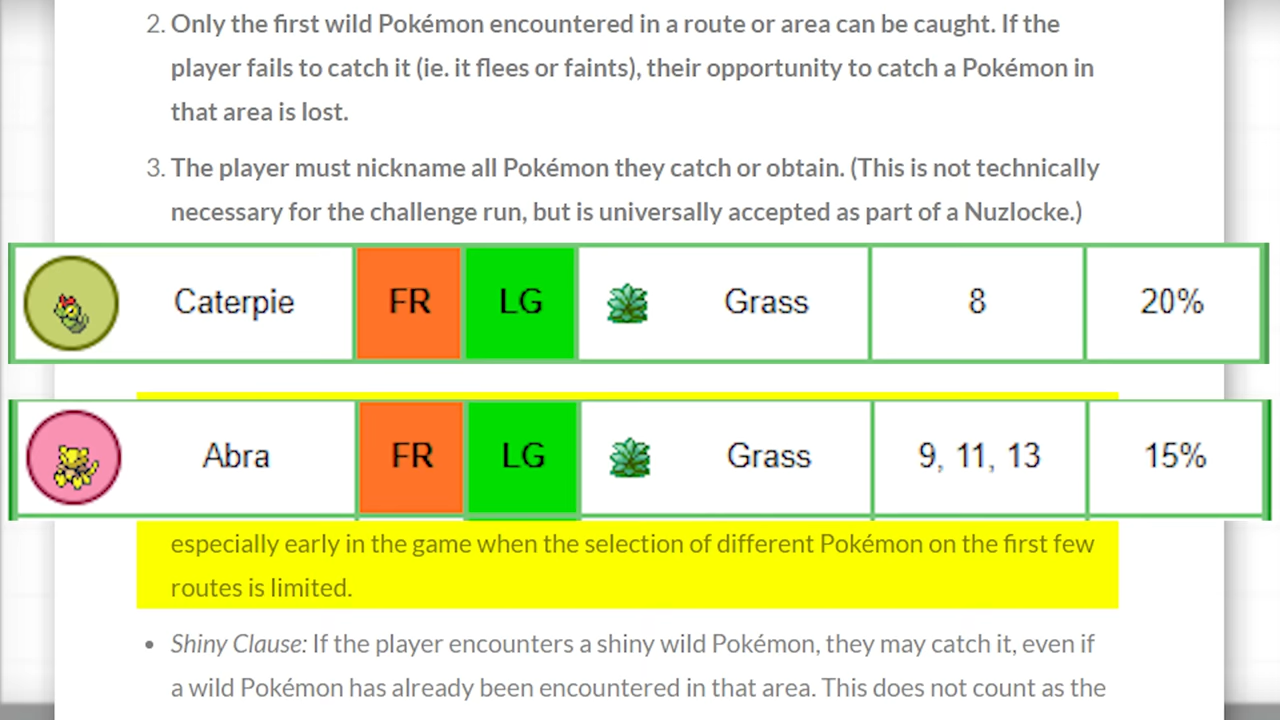 2. Only the first wild Pokémon encountered in a route or area can be caught. If the
player fails to catch it (ie. it flees or faints), their opportunity to catch a Pokémon in
that area is lost.
3. The player must nickname all Pokémon they catch or obtain. (This is not technically
necessary for the challenge run, but is universally accepted as part of a Nuzlocke.)
Caterpie FR LG Grass 8 20%
Abra FR LG Grass 9, 11, 13 15%
especially early in the game when the selection of different Pokémon on the first few
routes is limited.
• Shiny Clause: If the player encounters a shiny wild Pokémon, they may catch it, even if
a wild Pokémon has already been encountered in that area. This does not count as the